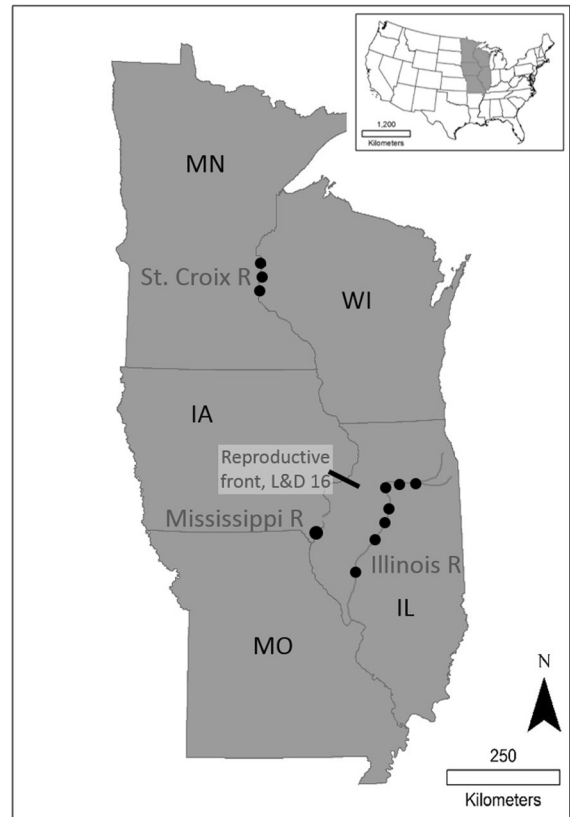 1,200
Kilometers
MN
St. Croix R
WI
IA
Reproductive
front, L&D 16
Mississippi R
Illinois R
IL
MO
N
250
Kilometers